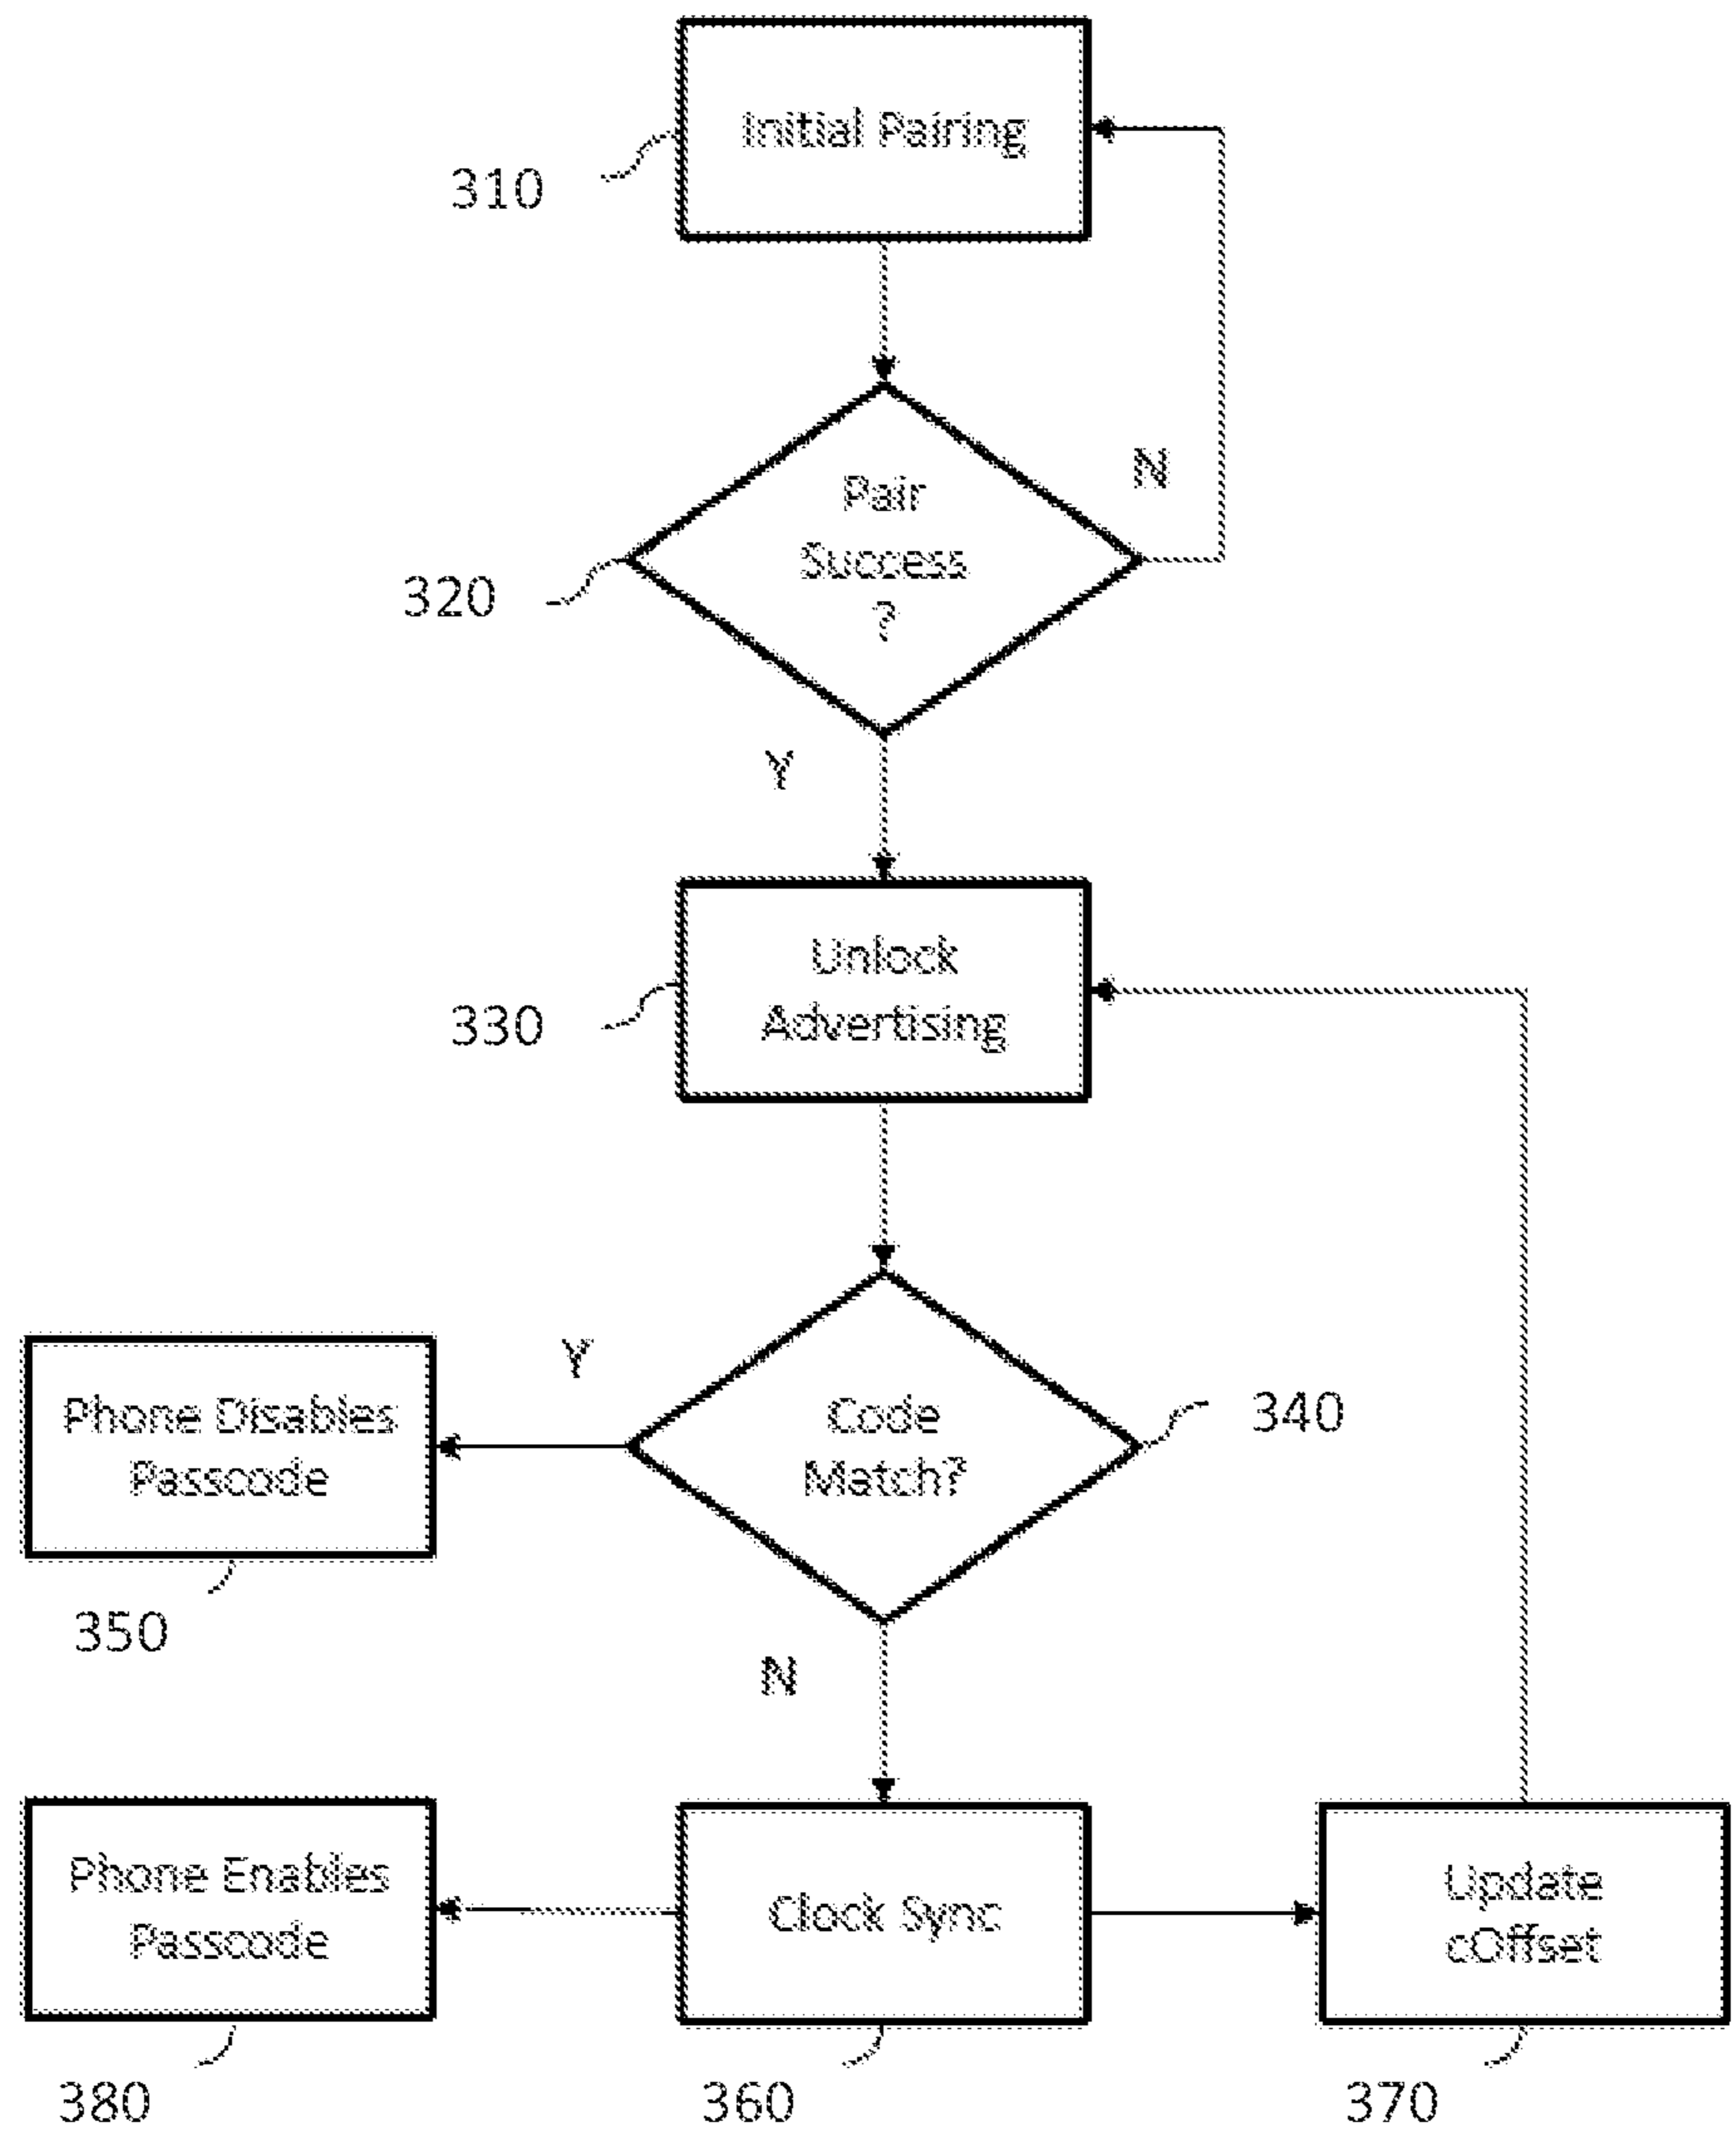 Initial Pairing
310
Pair
Success
?
N
320
Y
Unlock
Advertising
330
Y
Code
Match?
340
Phone Disables
Passcode
350
N
Phone Enables
Passcode
Clock Sync
Update
cOffset
380
360
370